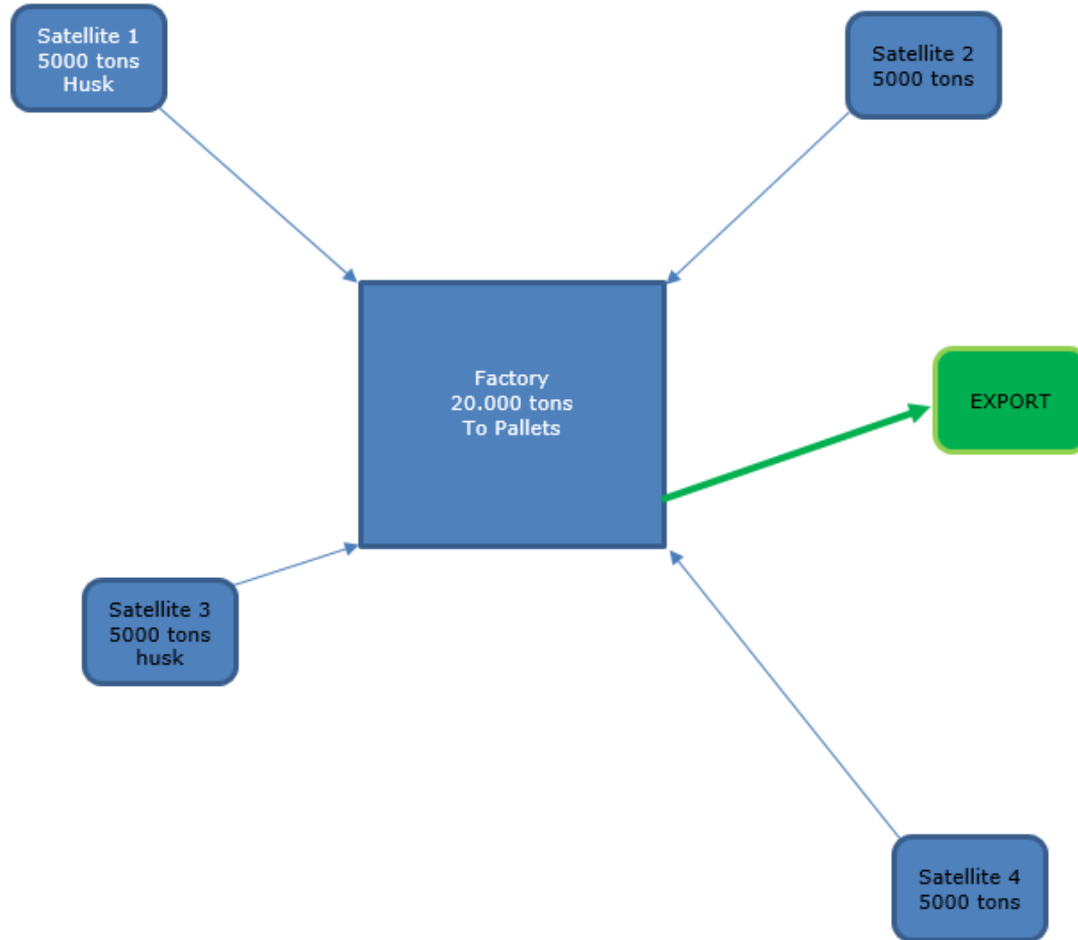 Satellite 1
5000 tons
Husk
Satellite 2
5000 tons
Factory
20.000 tons
To Pallets
EXPORT
Satellite 3
5000 tons
husk
Satellite 4
5000 tons